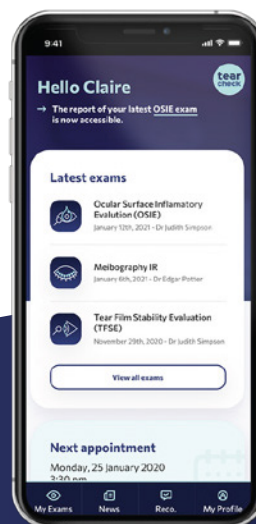 9:41
tear
check
Hello Claire
→ The report of your latest OSIE exam
is now accessible.
Latest exams
Ocular Surface Inflamatory
Evalution (OSIE)
January 12th, 2021 - Dr Judith Simpson
Meibography IR
January 6th, 2021 - Dr Edgar Potter
Tear Film Stability Evaluation
(TFSE)
November 29th, 2020 - Dr Judith Simpson
View all exams
Next appointment
Monday, 25 January 2020
3:30 pm
My Exams
News
Reco.
My Profile